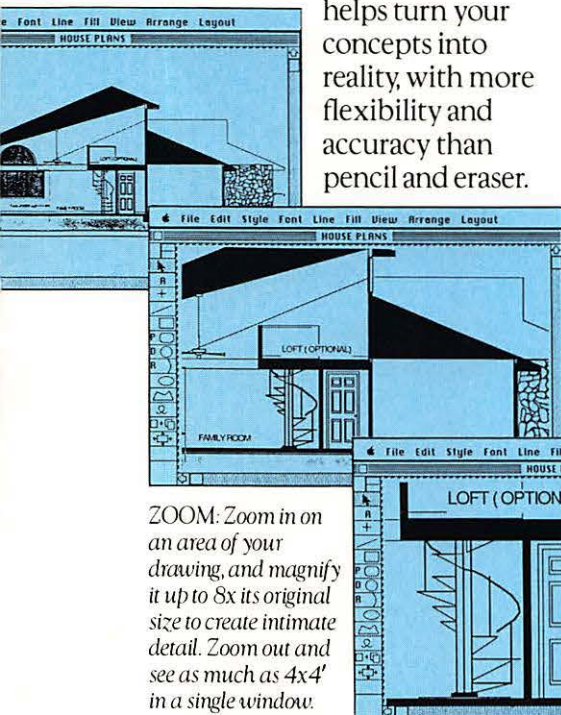 helps turn your
concepts into
reality, with more
flexibility and
accuracy than
pencil and eraser.
e Font Line Fill View Arrange Layout
HOUSE PLANS
LOFT (OPTIONAL)
FAMILY ROOM
File Edit Style Font Line Fill View Arrange Layout
HOUSE PLANS
A
P
D
R
LOFT ( OPTIONAL)
FAMILY ROOM
File Edit Style Font Line Fil
HOUSE
A
P
D
R
LOFT ( OPTION
ZOOM: Zoom in on
an area of your
drawing, and magnify
it up to 8x its original
size to create intimate
detail. Zoom out and
see as much as 4x4'
in a single window.